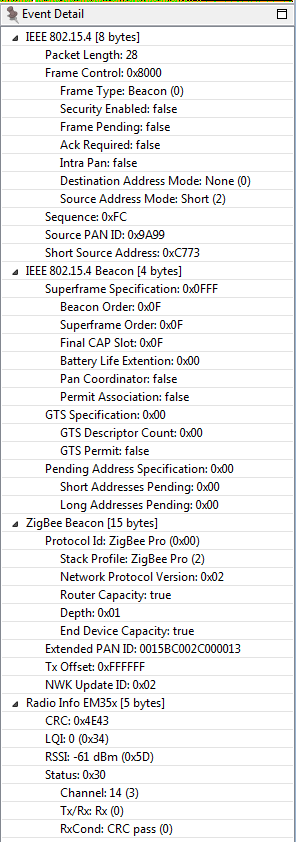 Event Detail
IEEE 802.15.4 [8 bytes]
Packet Length: 28
Frame Control: 0x8000
Frame Type: Beacon (0)
Security Enabled: false
Frame Pending: false
Ack Required: false
Intra Pan: false
Destination Address Mode: None (0)
Source Address Mode: Short (2)
Sequence: 0xFC
Source PAN ID: 0x9A99
Short Source Address: 0xC773
IEEE 802.15.4 Beacon [4 bytes]
Superframe Specification: 0x0FFF
Beacon Order: 0x0F
Superframe Order: 0x0F
Final CAP Slot: 0x0F
Battery Life Extention: 0x00
Pan Coordinator: false
Permit Association: false
GTS Specification: 0x00
GTS Descriptor Count: 0x00
GTS Permit: false
Pending Address Specification: 0x00
Short Addresses Pending: 0x00
Long Addresses Pending: 0x00
ZigBee Beacon [15 bytes]
Protocol Id: ZigBee Pro (0x00)
Stack Profile: ZigBee Pro (2)
Network Protocol Version: 0x02
Router Capacity: true
Depth: 0x01
End Device Capacity: true
Extended PAN ID: 0015BC002C000013
Tx Offset: 0xFFFFFF
NWK Update ID: 0x02
Radio Info EM35x [5 bytes]
CRC: 0x4E43
LQI: 0 (0x34)
RSSI: -61 dBm (0x5D)
Status: 0x30
Channel: 14 (3)
Tx/Rx: Rx (0)
RxCond: CRC pass (0)